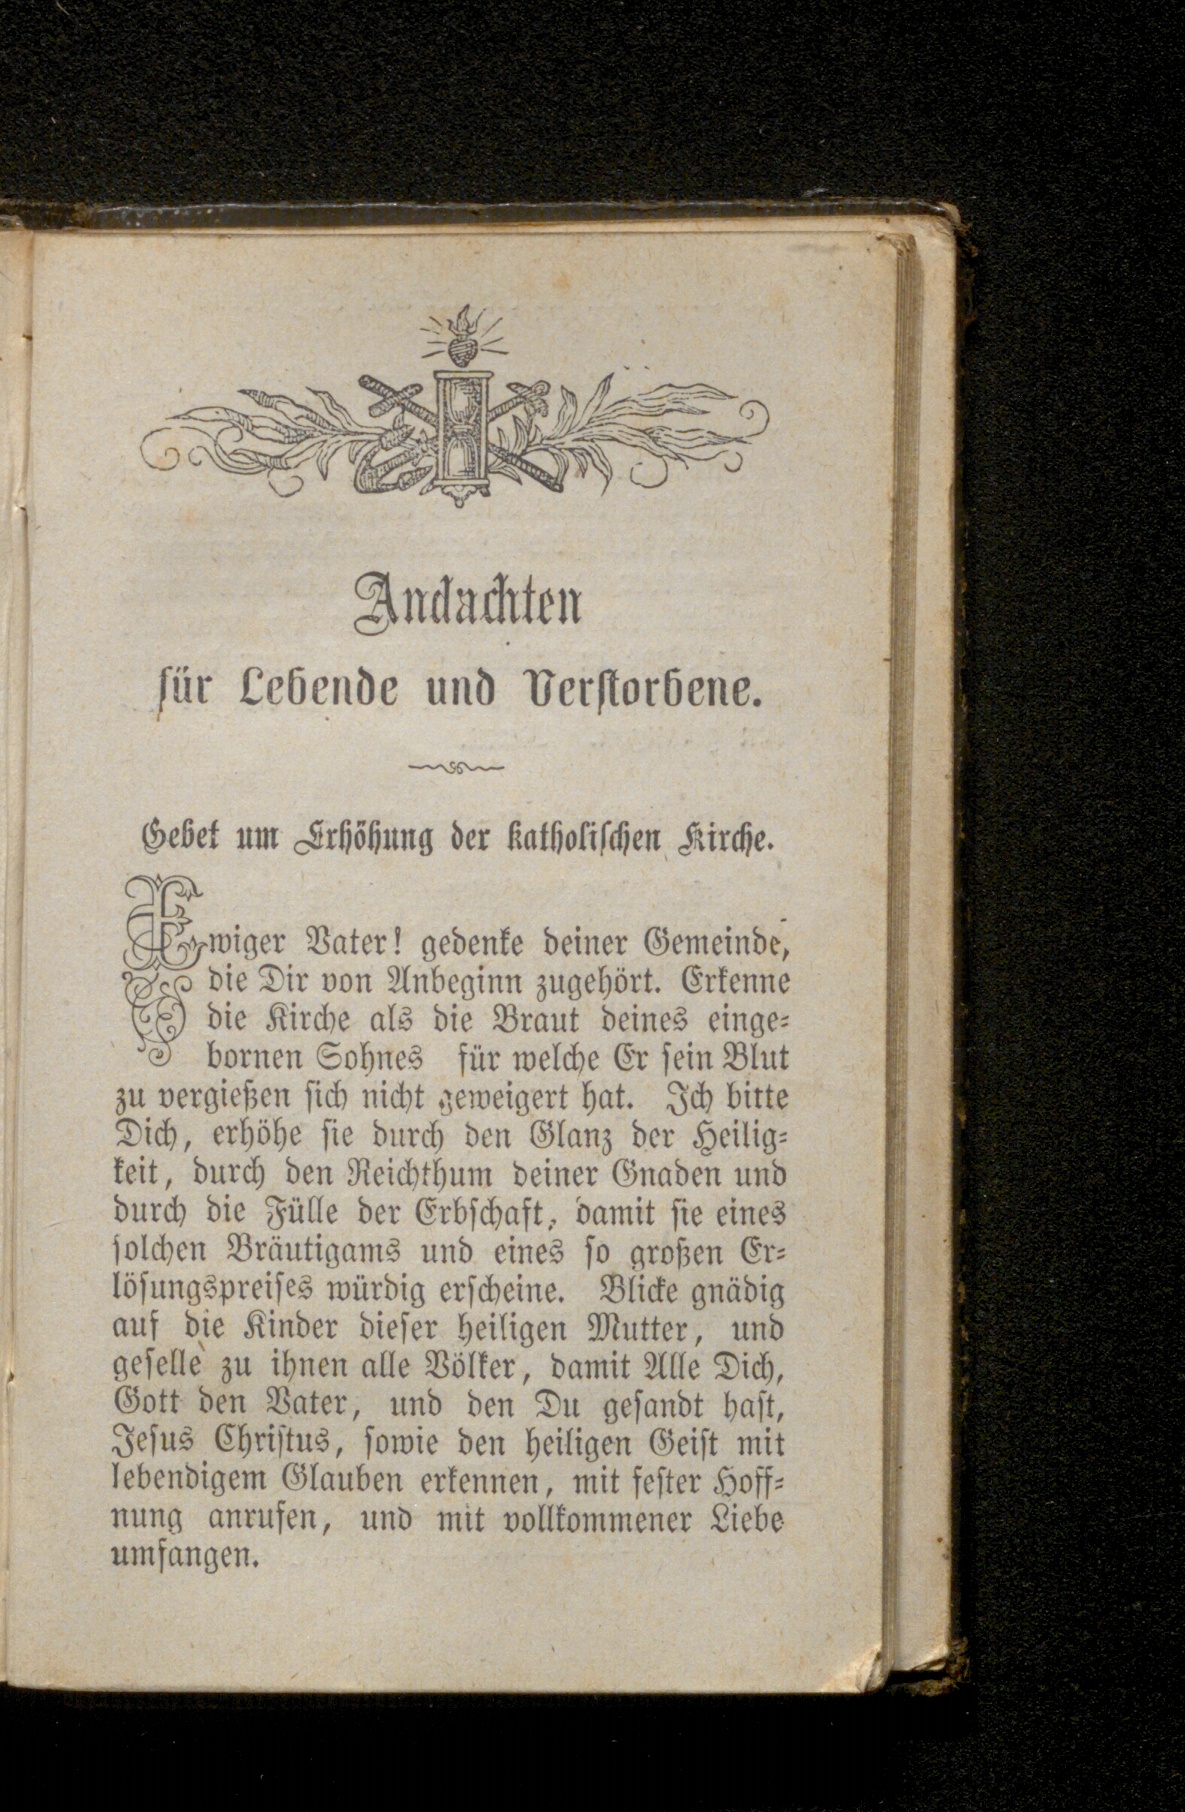 Andachten
für Lebende und Verstorbene.
Gebet um Erhöhung der katholischen Kirche.
Ewiger Vater! gedenke deiner Gemeinde,
die Dir von Anbeginn zugehört. Erkenne
die Kirche als die Braut deines einge-
bornen Sohnes für welche Er sein Blut
zu vergießen sich nicht geweigert hat. Ich bitte
Dich, erhöhe sie durch den Glanz der Heilig-
keit, durch den Reichthum deiner Gnaden und
durch die Fülle der Erbschaft, damit sie eines
solchen Bräutigams und eines so großen Er-
lösungspreises würdig erscheine. Blicke gnädig
auf die Kinder dieser heiligen Mutter, und
geselle zu ihnen alle Völker, damit Alle Dich,
Gott den Vater, und den Du gesandt hast,
Jesus Christus, sowie den heiligen Geist mit
lebendigem Glauben erkennen, mit fester Hoff-
nung anrufen, und mit vollkommener Liebe
umfangen.